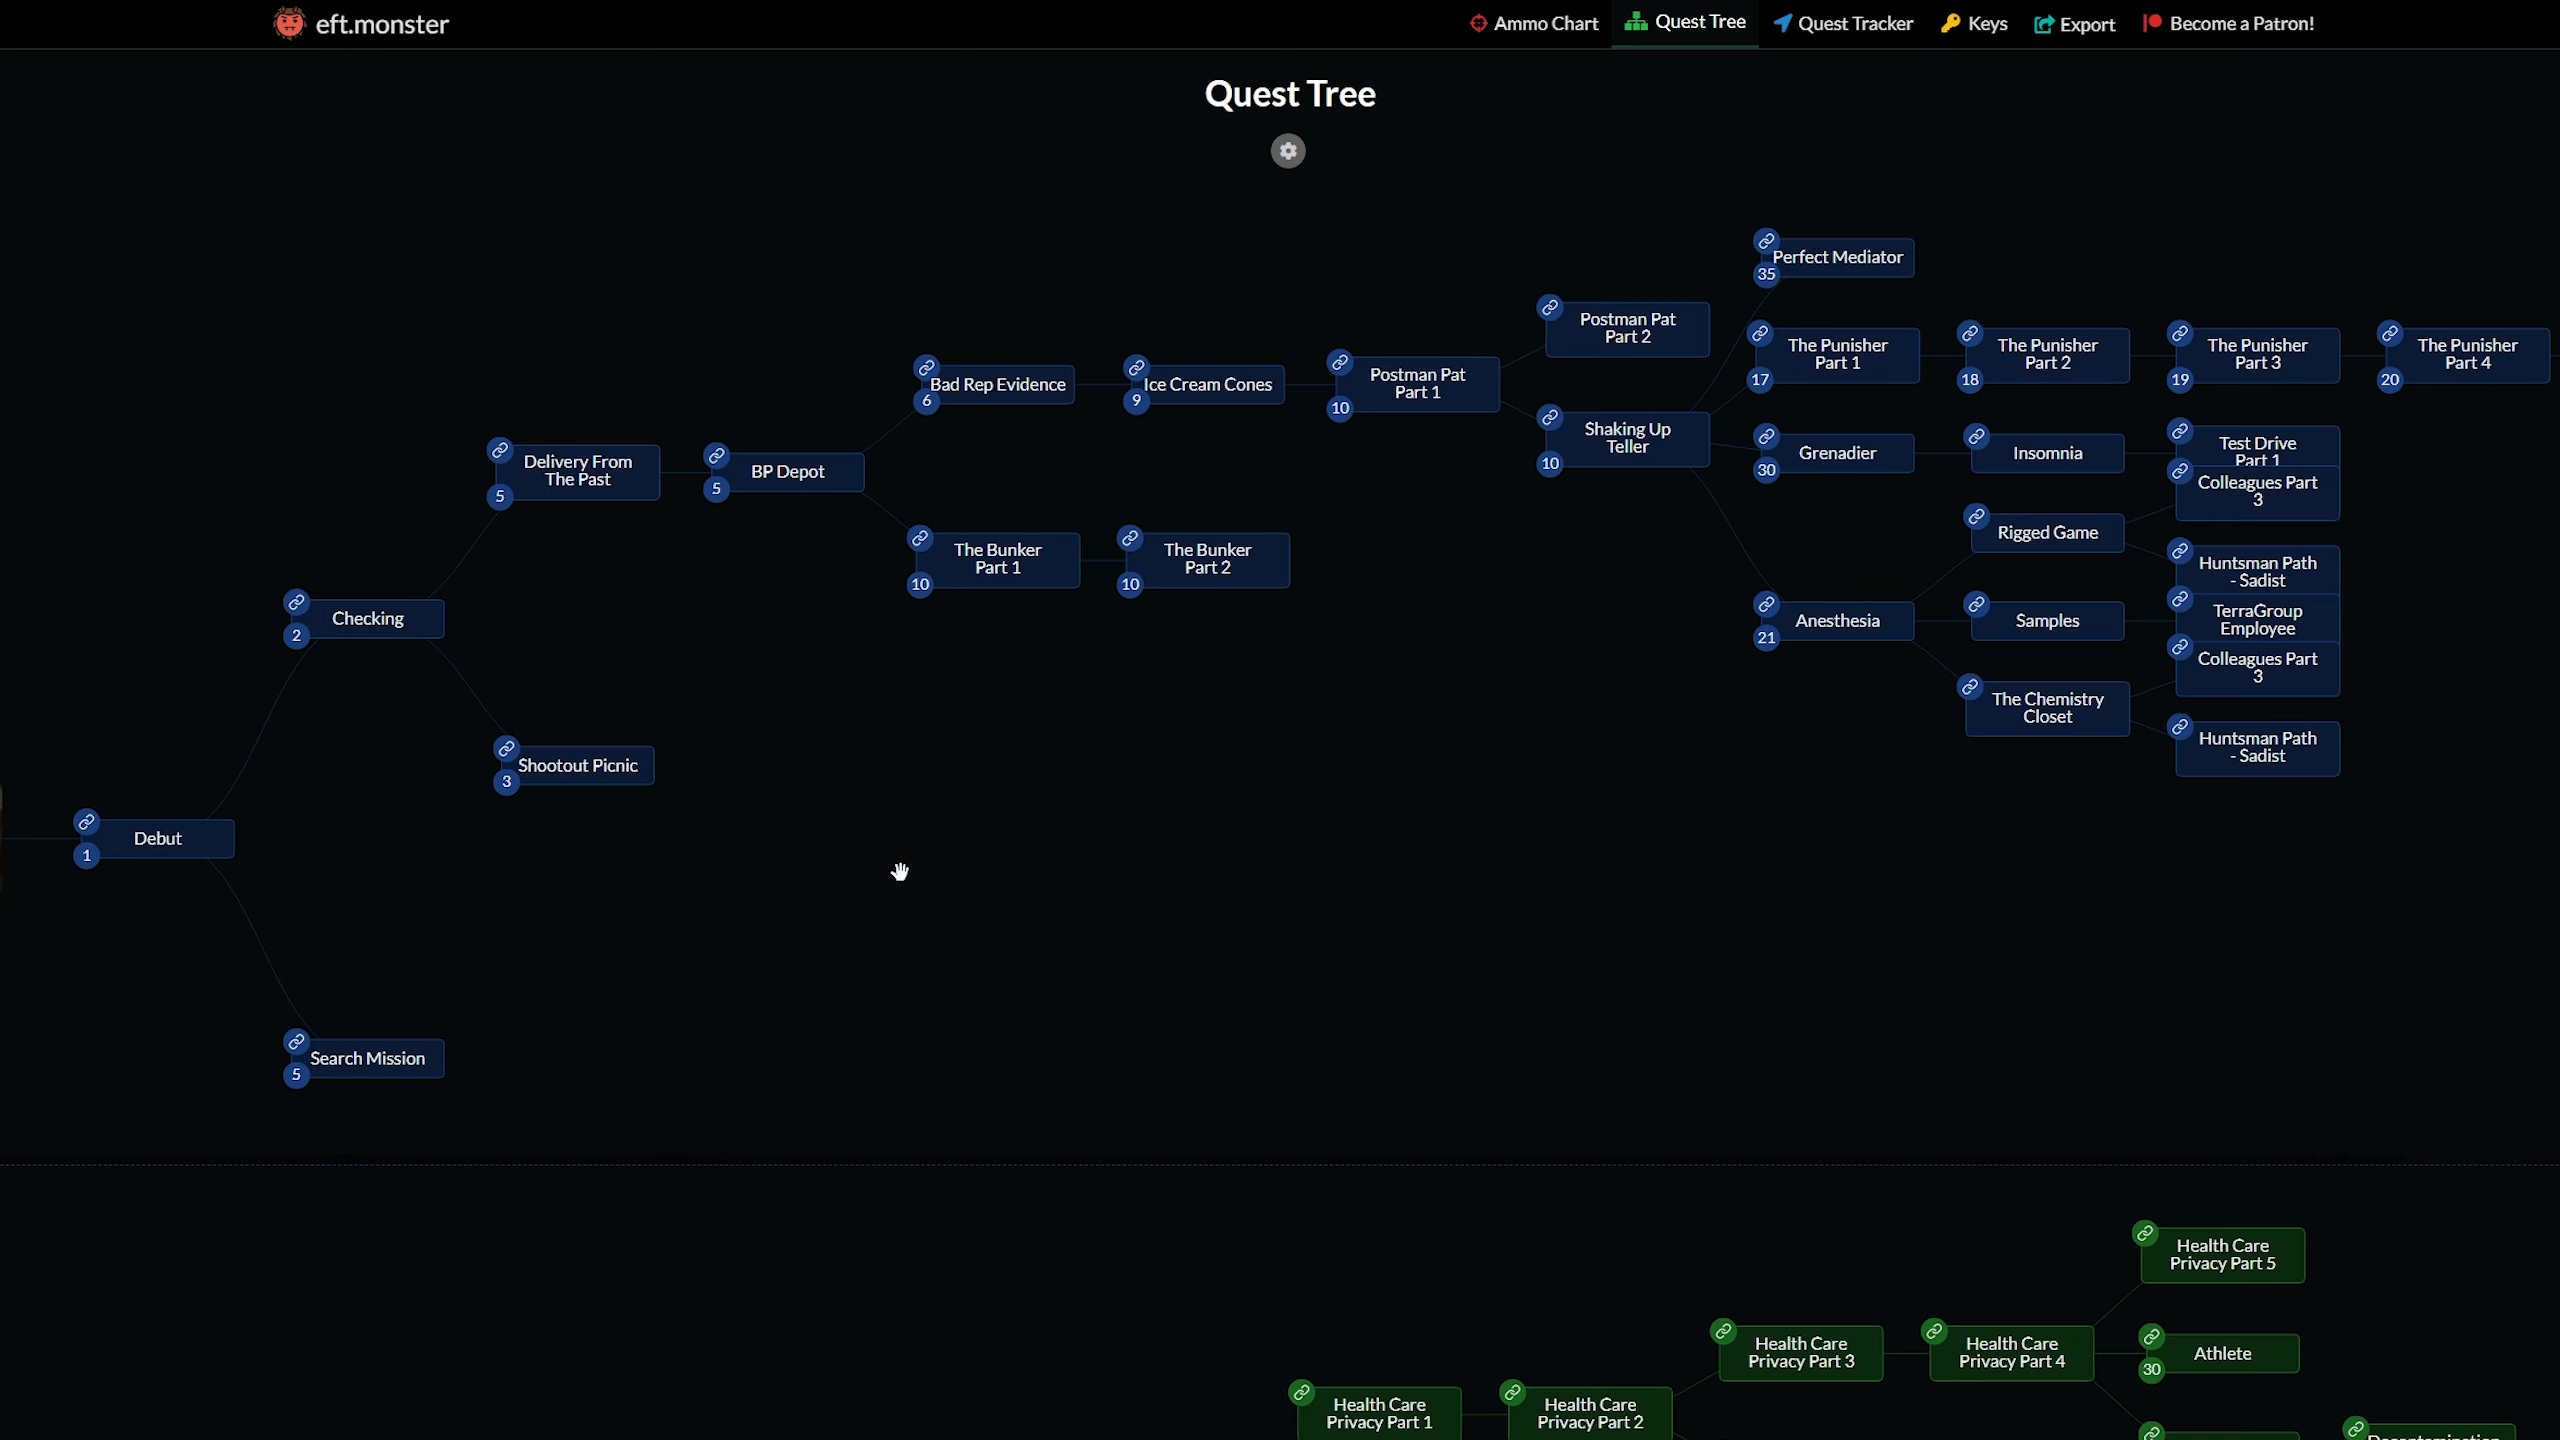 eft.monster
Ammo Chart
Quest Tree
Quest Tracker
Keys
Export
Become a Patron!
Quest Tree
Perfect Mediator
35
Postman Pat
Part 2
The Punisher
Part 1
17
The Punisher
Part 2
18
The Punisher
Part 3
19
The Punisher
Part 4
20
Bad Rep Evidence
6
Ice Cream Cones
9
Postman Pat
Part 1
10
Shaking Up
Teller
10
Grenadier
30
Insomnia
Test Drive
Part 1
Delivery From
The Past
5
BP Depot
5
Colleagues Part
3
Rigged Game
The Bunker
Part 1
10
The Bunker
Part 2
10
Huntsman Path
- Sadist
Checking
2
Anesthesia
21
Samples
TerraGroup
Employee
Colleagues Part
3
The Chemistry
Closet
Huntsman Path
- Sadist
Shootout Picnic
3
Debut
1
Search Mission
5
Health Care
Privacy Part 5
Health Care
Privacy Part 3
Health Care
Privacy Part 4
Athlete
30
Health Care
Privacy Part 1
Health Care
Privacy Part 2